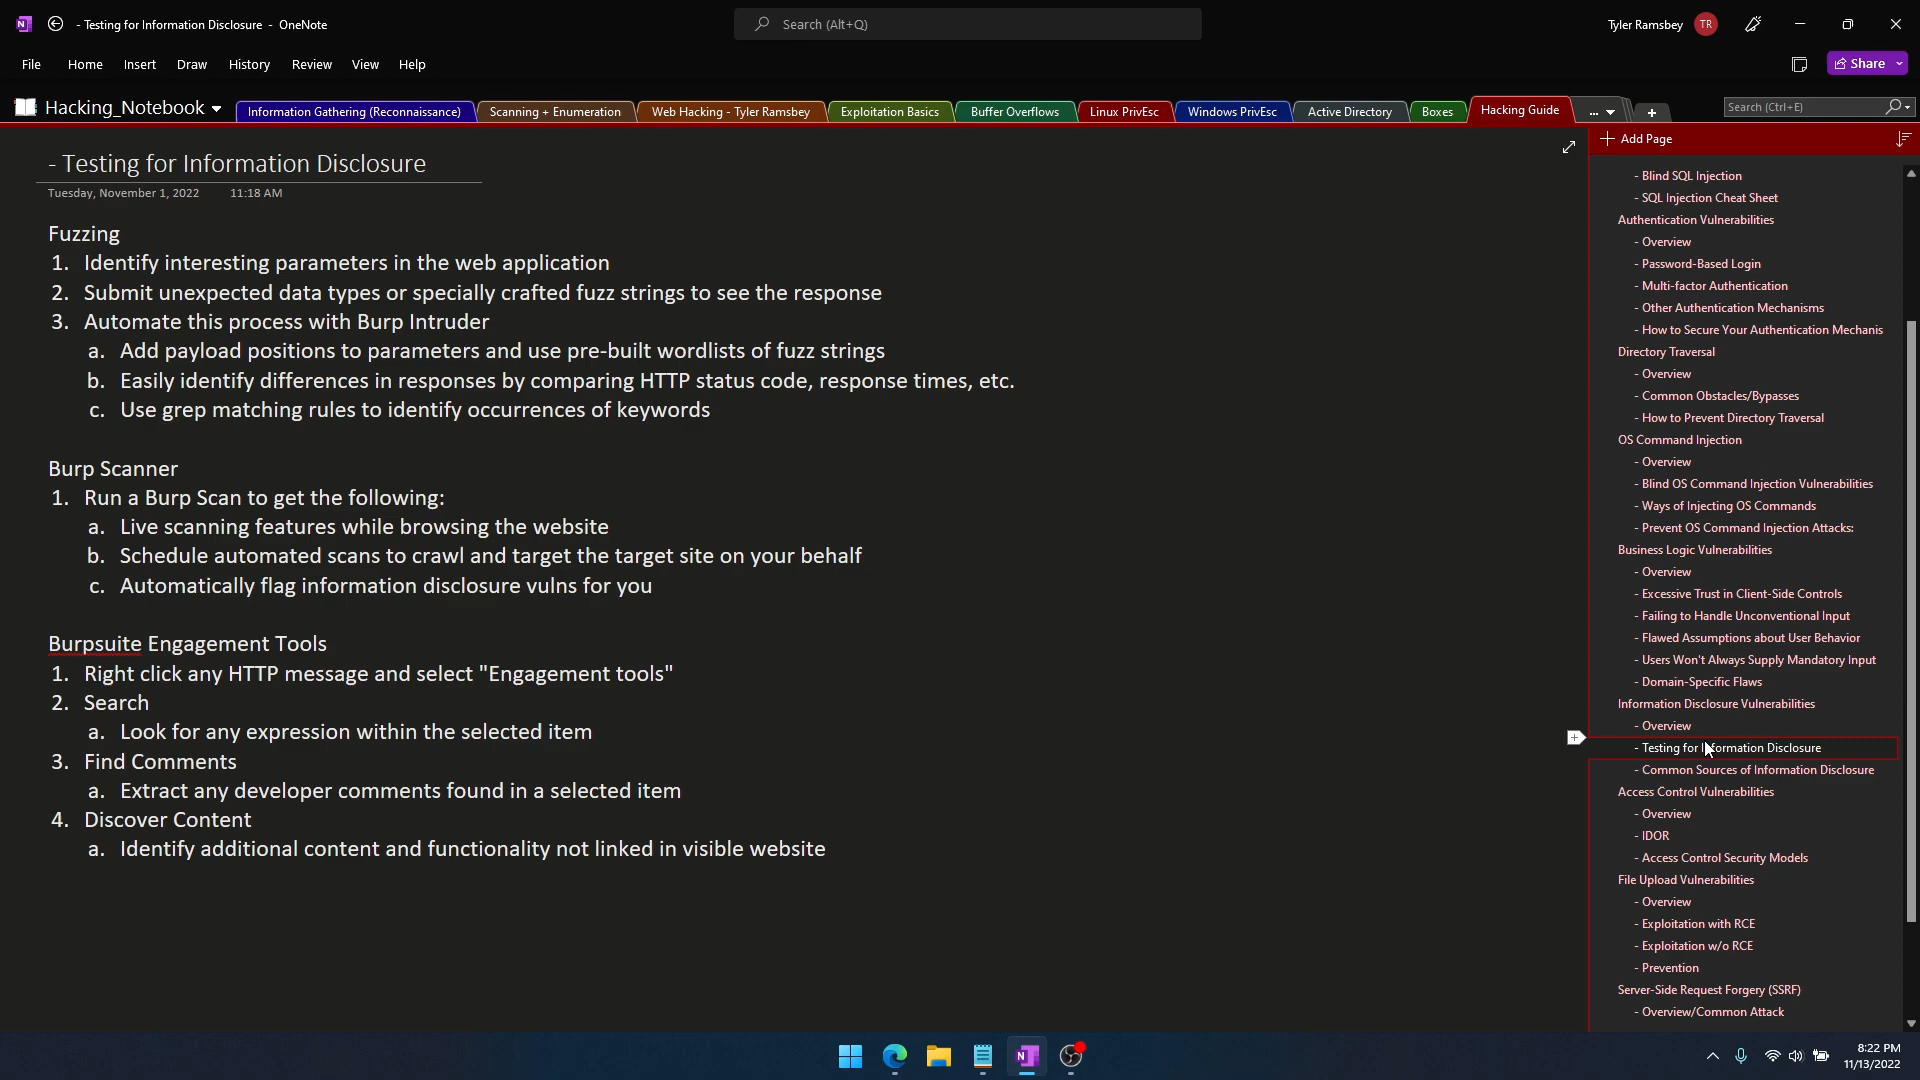 - Testing for Information Disclosure - OneNote
Search (Alt+Q)
Tyler Ramsbey
TR
File Home Insert Draw History Review View Help
Share
Hacking_Notebook
Information Gathering (Reconnaissance)
Scanning + Enumeration
Web Hacking - Tyler Ramsbey
Exploitation Basics
Buffer Overflows
Linux PrivEsc
Windows PrivEsc
Active Directory
Boxes
Hacking Guide
...
Search (Ctrl+E)
- Testing for Information Disclosure
Tuesday, November 1, 2022 11:18 AM
Fuzzing
1. Identify interesting parameters in the web application
2. Submit unexpected data types or specially crafted fuzz strings to see the response
3. Automate this process with Burp Intruder
a. Add payload positions to parameters and use pre-built wordlists of fuzz strings
b. Easily identify differences in responses by comparing HTTP status code, response times, etc.
c. Use grep matching rules to identify occurrences of keywords
Burp Scanner
1. Run a Burp Scan to get the following:
a. Live scanning features while browsing the website
b. Schedule automated scans to crawl and target the target site on your behalf
c. Automatically flag information disclosure vulns for you
Burpsuite Engagement Tools
1. Right click any HTTP message and select "Engagement tools"
2. Search
a. Look for any expression within the selected item
3. Find Comments
a. Extract any developer comments found in a selected item
4. Discover Content
a. Identify additional content and functionality not linked in visible website
Add Page
- Blind SQL Injection
- SQL Injection Cheat Sheet
Authentication Vulnerabilities
- Overview
- Password-Based Login
- Multi-factor Authentication
- Other Authentication Mechanisms
- How to Secure Your Authentication Mechanis
Directory Traversal
- Overview
- Common Obstacles/Bypasses
- How to Prevent Directory Traversal
OS Command Injection
- Overview
- Blind OS Command Injection Vulnerabilities
- Ways of Injecting OS Commands
- Prevent OS Command Injection Attacks:
Business Logic Vulnerabilities
- Overview
- Excessive Trust in Client-Side Controls
- Failing to Handle Unconventional Input
- Flawed Assumptions about User Behavior
- Users Won't Always Supply Mandatory Input
- Domain-Specific Flaws
Information Disclosure Vulnerabilities
- Overview
- Testing for Information Disclosure
- Common Sources of Information Disclosure
Access Control Vulnerabilities
- Overview
- IDOR
- Access Control Security Models
File Upload Vulnerabilities
- Overview
- Exploitation with RCE
- Exploitation w/o RCE
- Prevention
Server-Side Request Forgery (SSRF)
- Overview/Common Attack
8:22 PM
11/13/2022